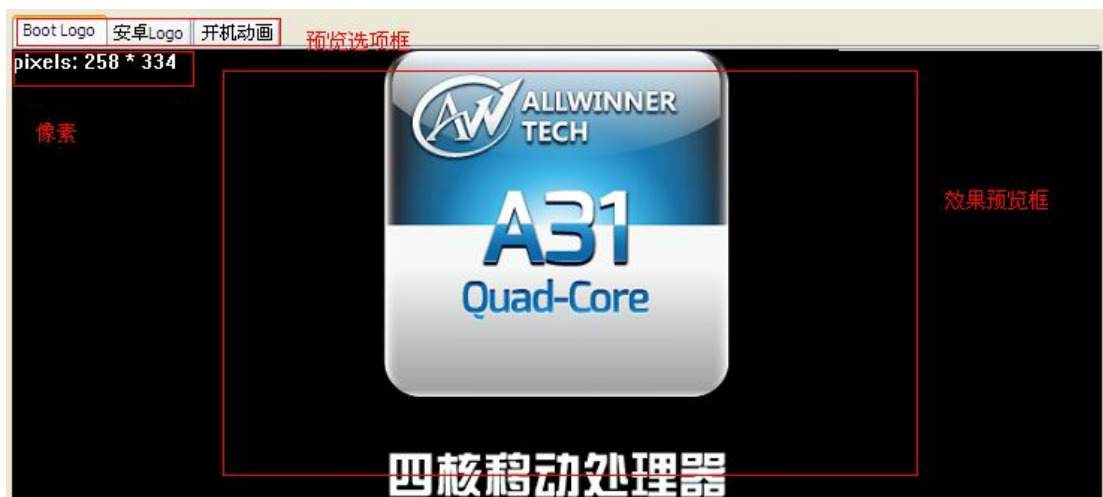 Boot Logo 安卓Logo 开机动画
预览选项框
pixels: 258 * 334
像素
ALLWINNER
TECH
A31
Quad-Core
效果预览框
四核移动处理器